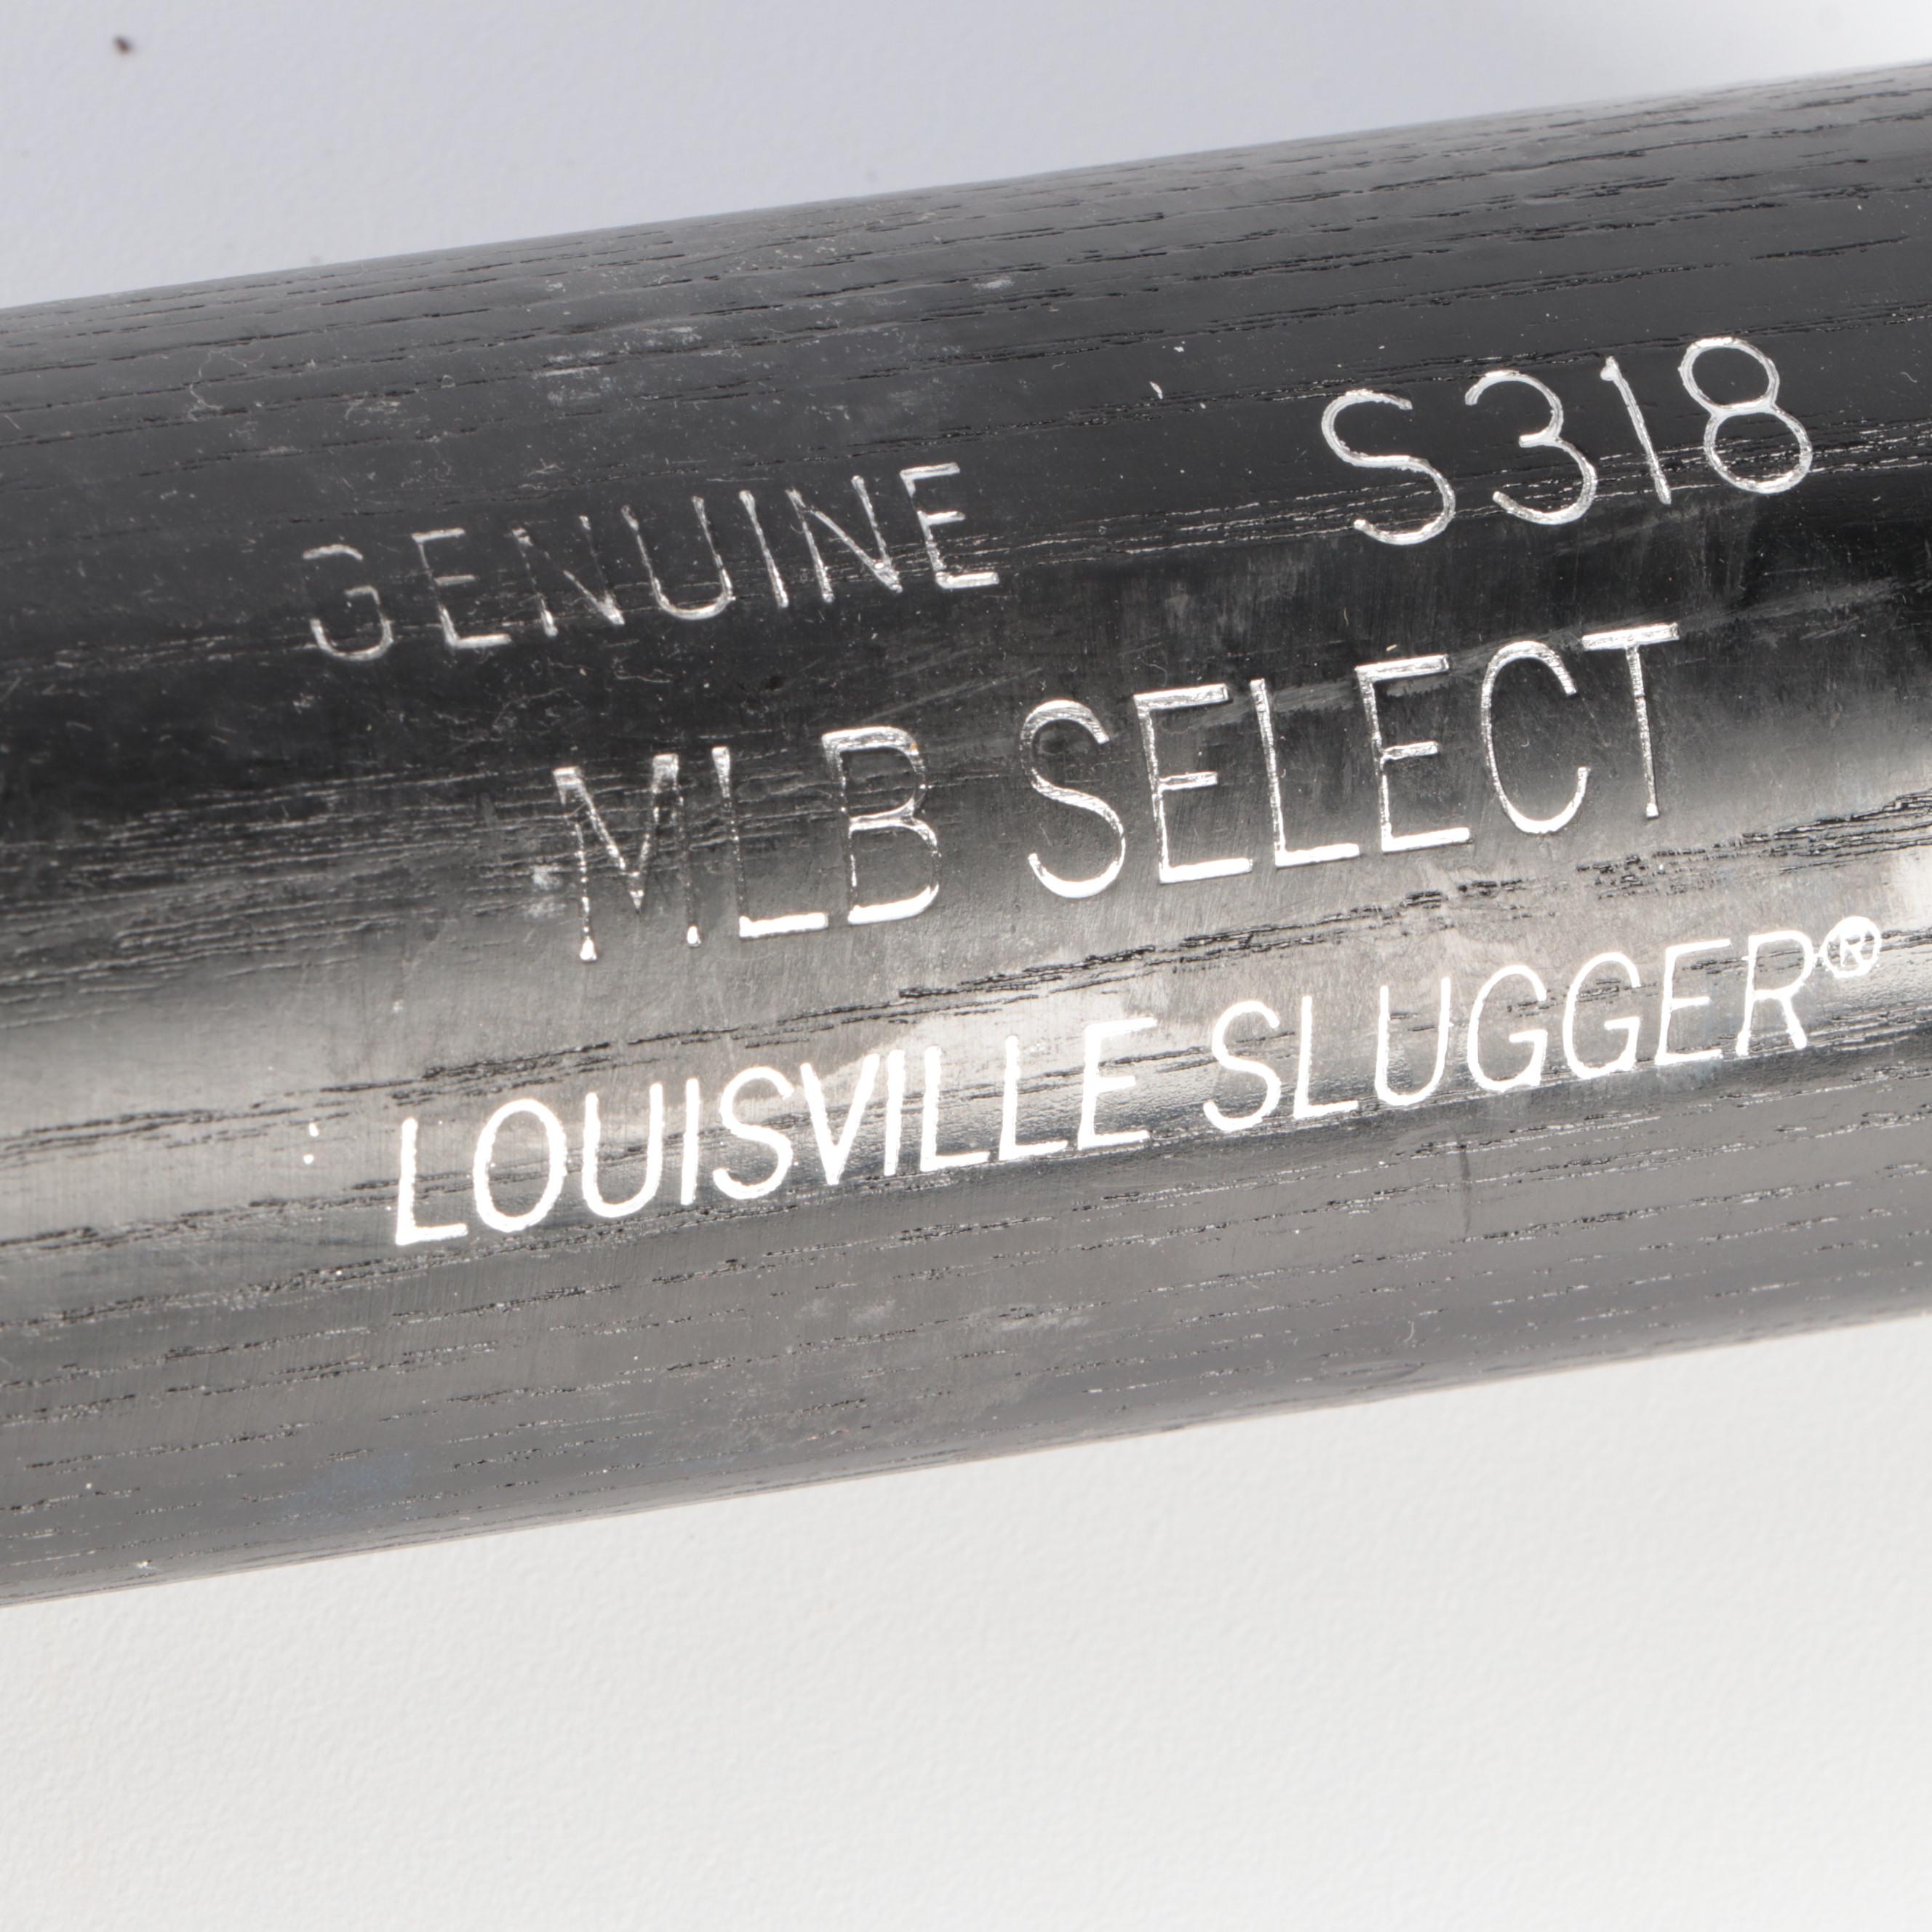 GENUINE S318
MLB SELECT
LOUISVILLE SLUGGER®